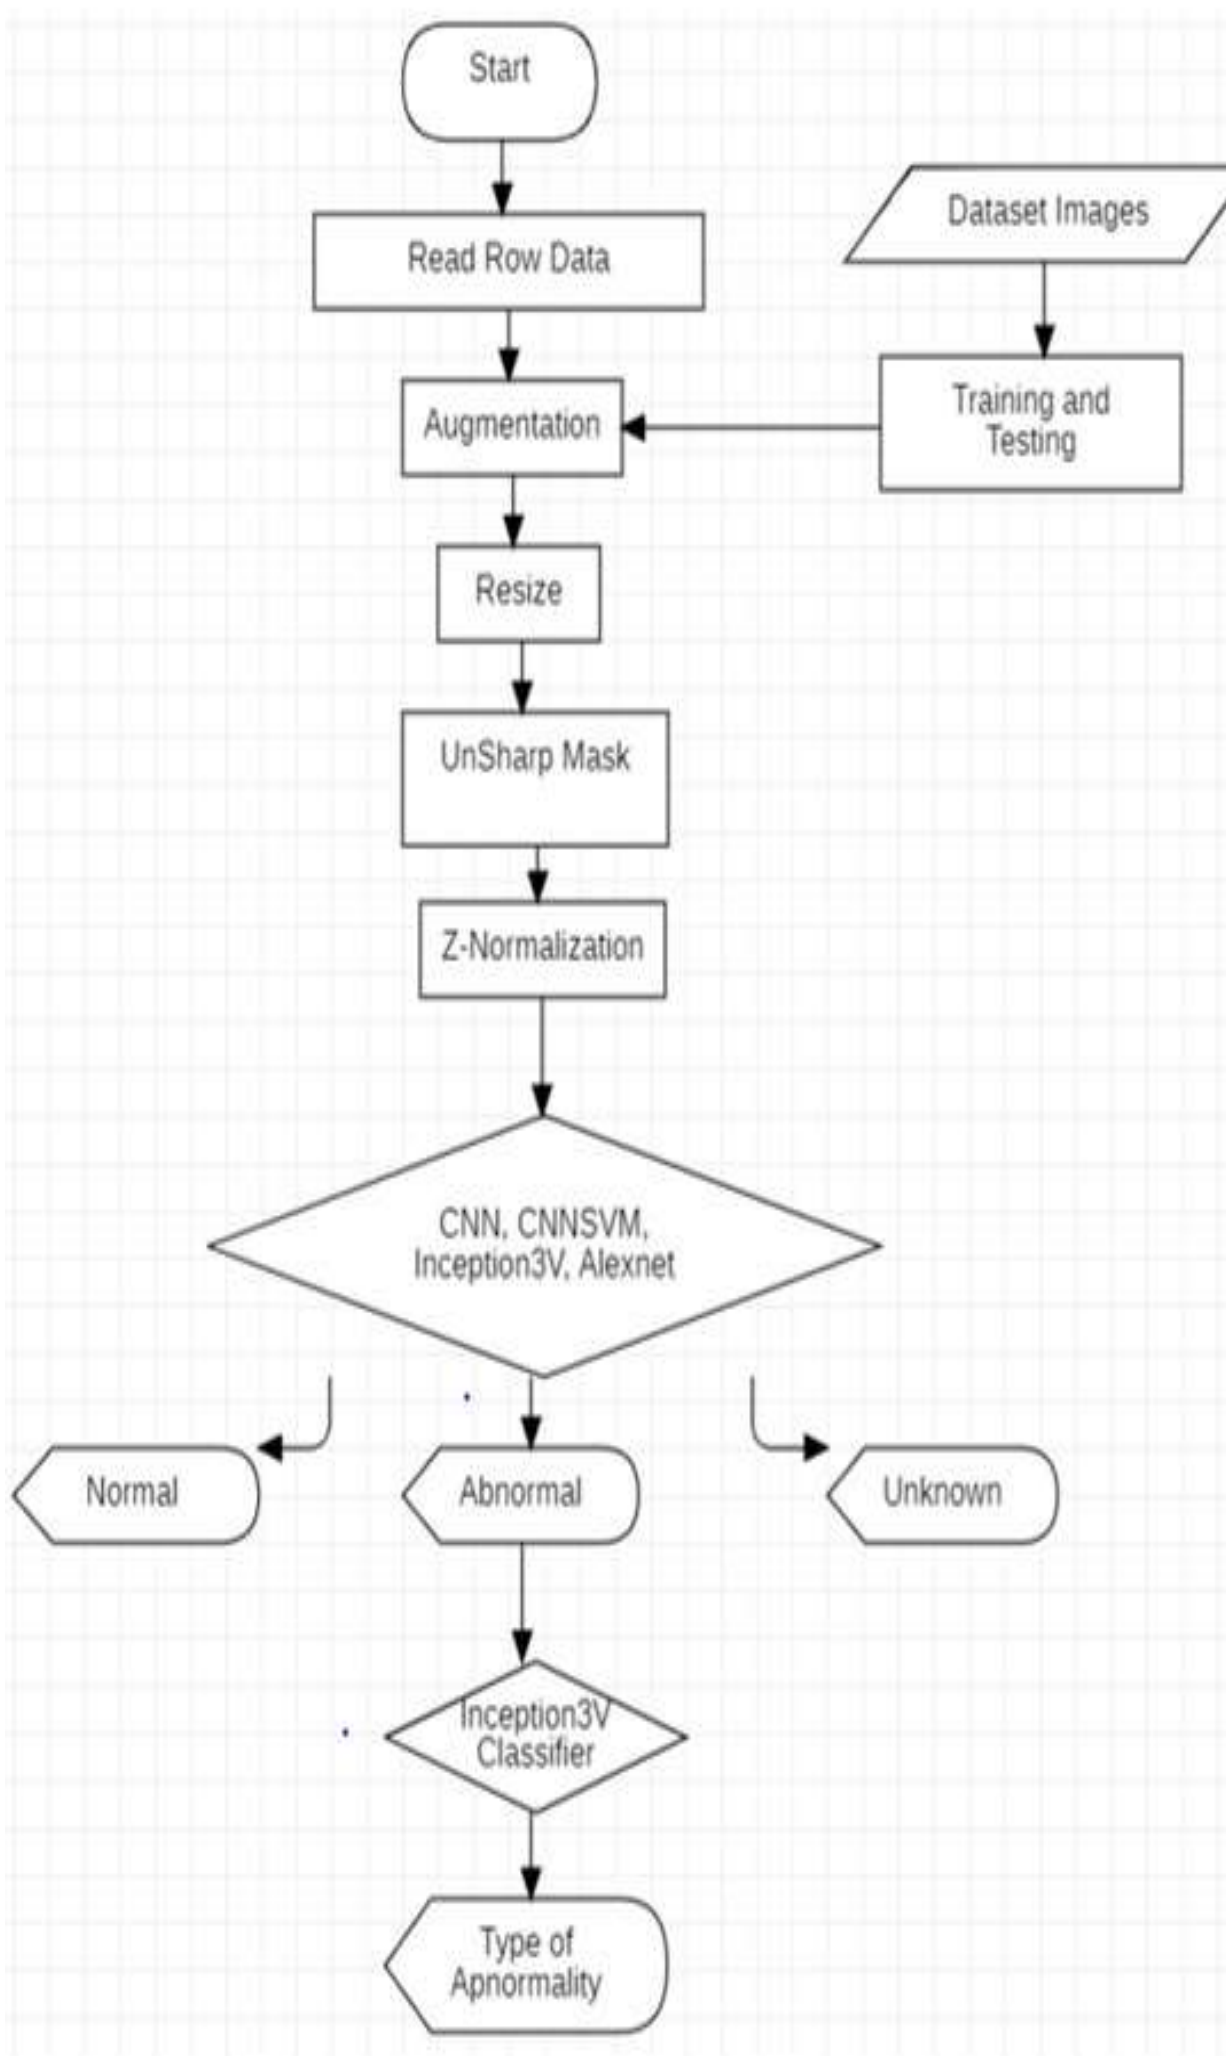 Start
Dataset Images
Read Row Data
Training and
Testing
Augmentation
Resize
UnSharp Mask
Z-Normalization
CNN, CNNSVM,
Inception3V, Alexnet
Normal
Abnormal
Unknown
Inception3V
Classifier
Type of
Apnormality